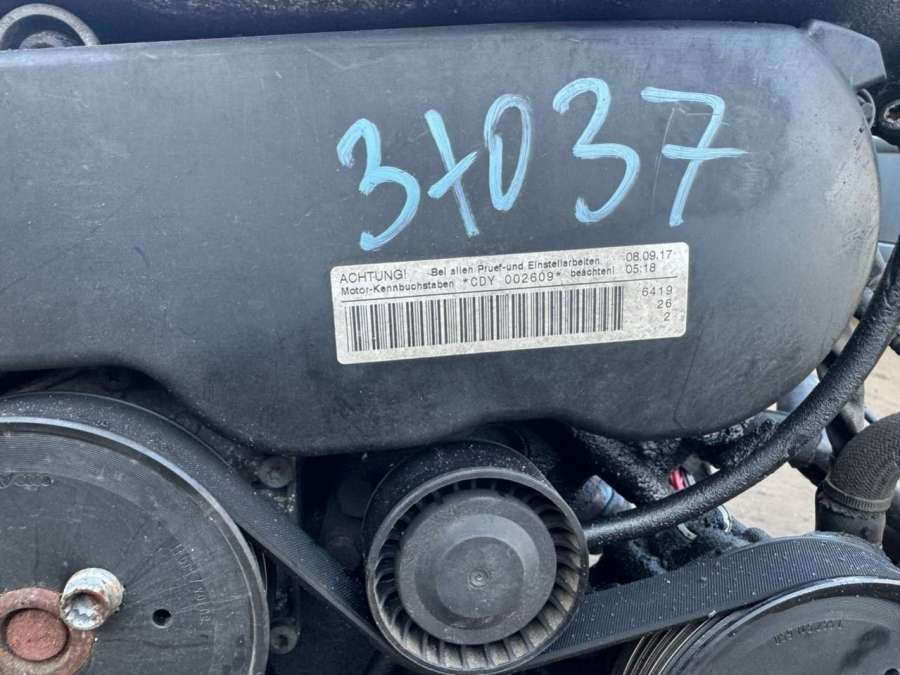 37037
ACHTUNG! Bei allen Pruef-und Einstellarbeiten 08.09.17
Motor-Kennbuchstaben *CDY 002609* beachten! 05:18
6419
26
2